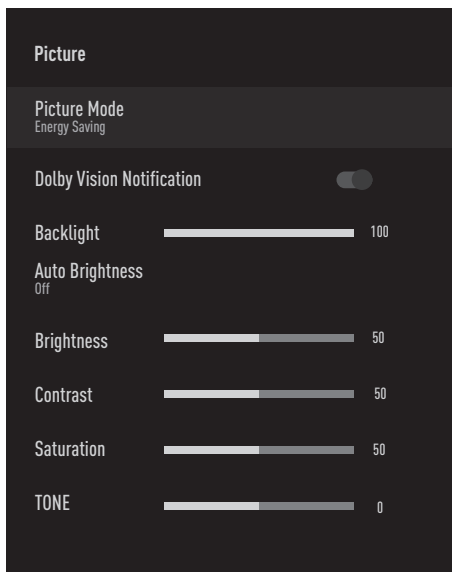 Picture
Picture Mode
Energy Saving
Dolby Vision Notification
Backlight 100
Auto Brightness
Off
Brightness 50
Contrast 50
Saturation 50
TONE 0